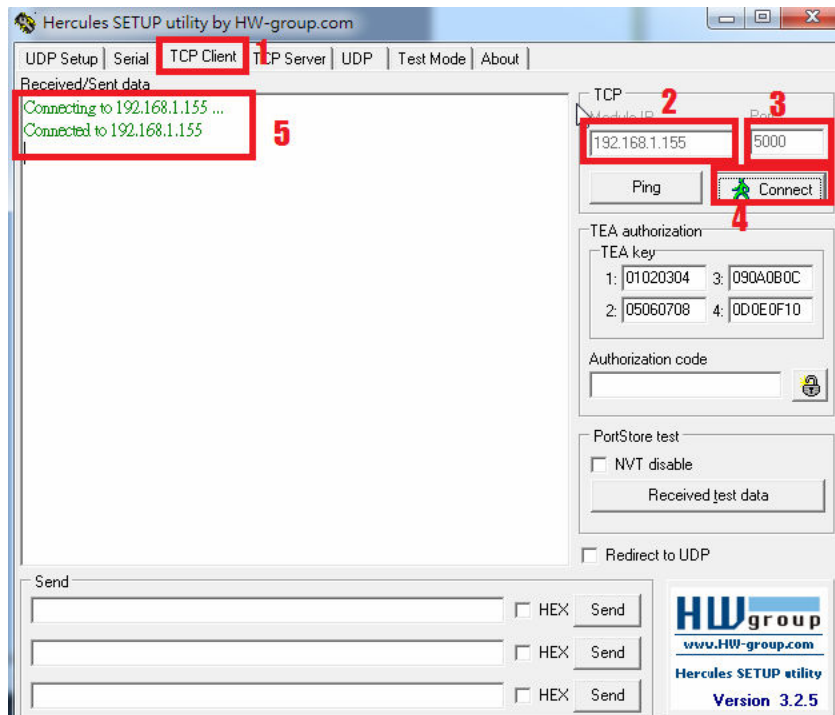 Hercules SETUP utility by HW-group.com
UDP Setup Serial TCP Client TCP Server UDP Test Mode About
1
Received/Sent data
Connecting to 192.168.1.155 ...
Connected to 192.168.1.155
5
TCP
2
3
Module IP
Port
192.168.1.155
5000
Ping
Connect
4
TEA authorization
TEA key
1: 01020304 3: 090A0B0C
2: 05060708 4: 0D0E0F10
Authorization code
PortStore test
NVT disable
Received test data
Redirect to UDP
Send
HEX Send
HEX Send
HEX Send
HW group
www.HW-group.com
Hercules SETUP utility
Version 3.2.5